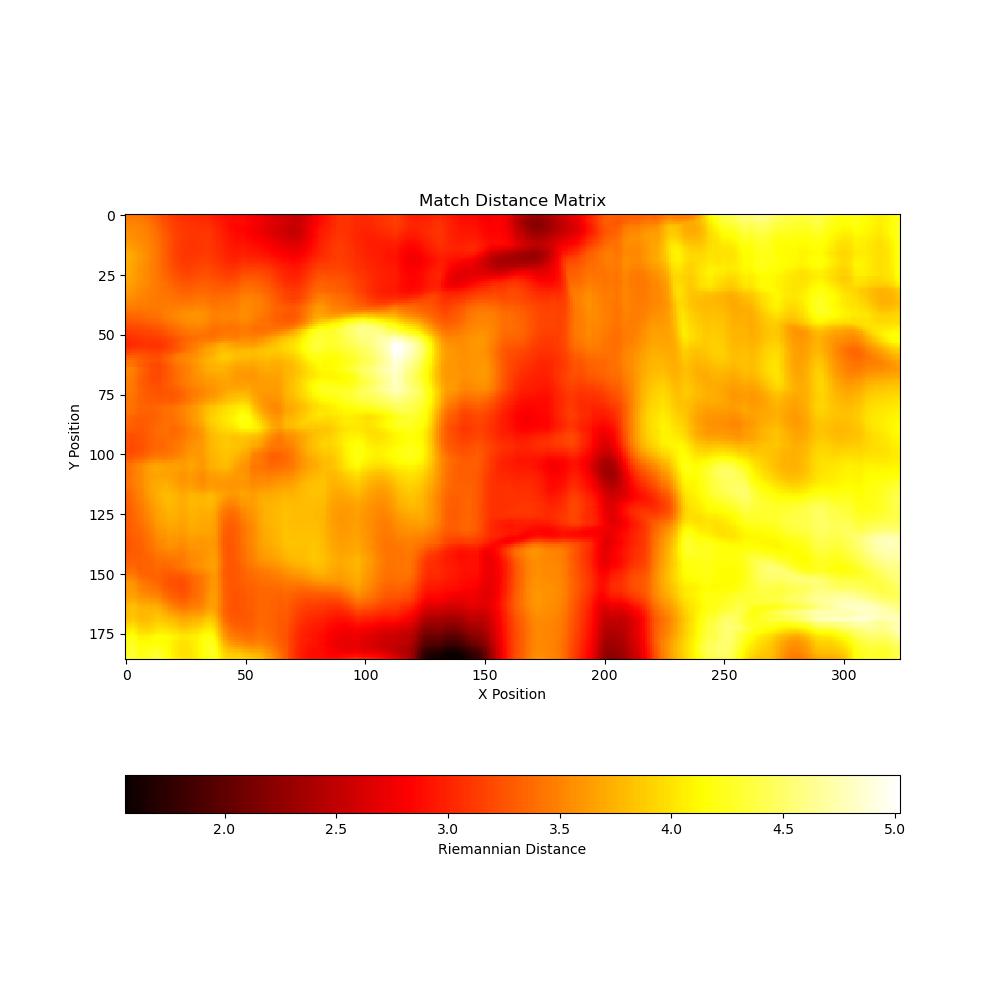 Match Distance Matrix
0
25
50
75
100
125
150
175
Y Position
0 50 100 150 200 250 300
X Position
2.0 2.5 3.0 3.5 4.0 4.5 5.0
Riemannian Distance